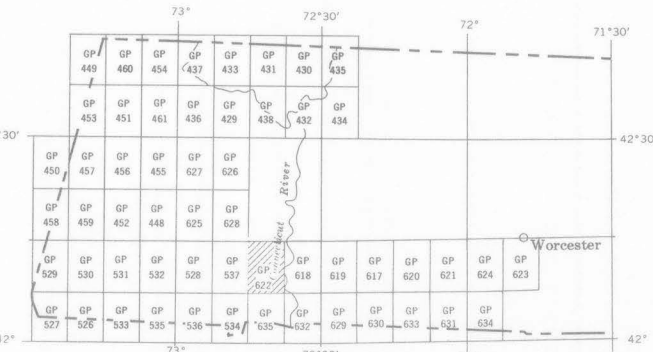 73° 72°30' 72° 71°30'
GP GP GP GP GP GP GP GP
449 460 454 437 433 431 430 435
GP GP GP GP GP GP GP GP
453 451 461 436 429 438 432 434
30' 42°30'
GP GP GP GP GP GP
450 457 456 455 627 626
River
GP GP GP GP GP GP
458 459 452 448 625 628
Connecticut
Worcester
GP GP GP GP GP GP GP GP GP GP GP GP GP GP
529 530 531 532 528 537 622 618 619 617 620 621 624 623
GP GP GP GP GP GP GP GP GP GP GP GP GP
527 526 533 535 536 534 635 632 629 630 633 631 634
42°
73°